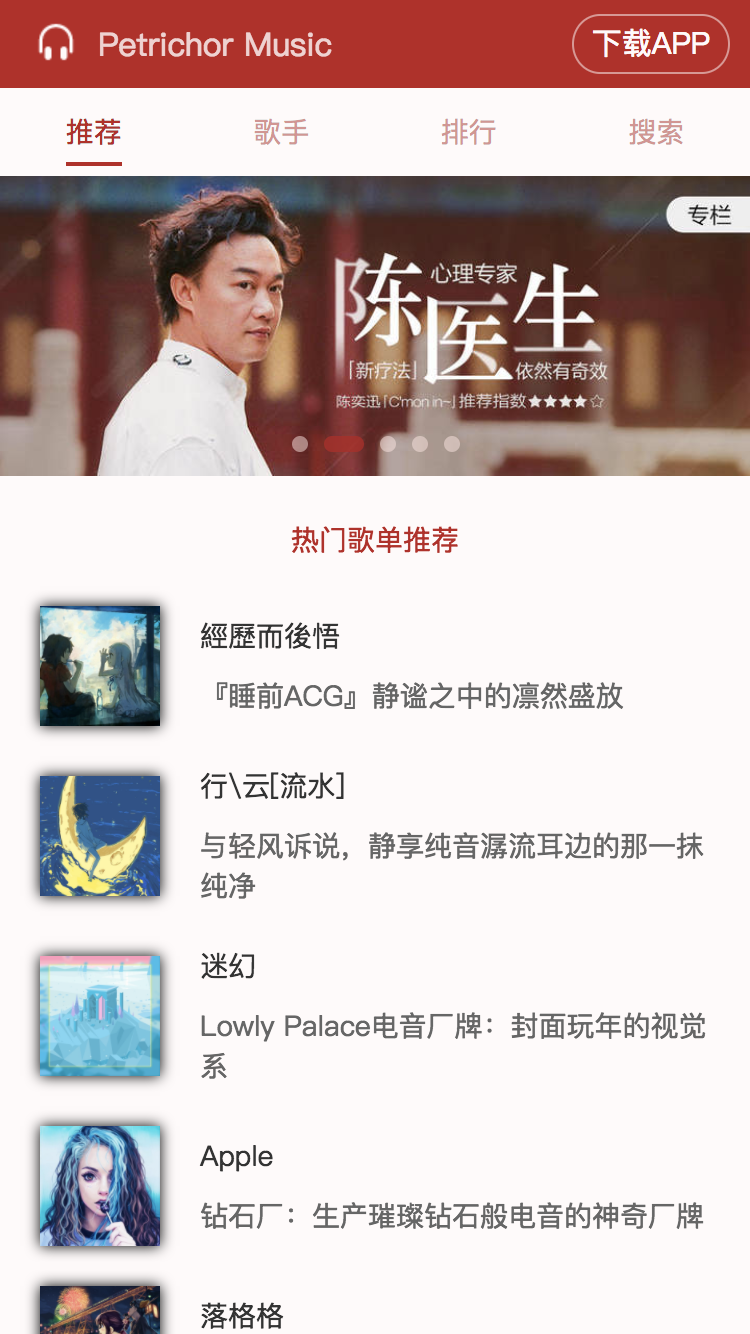 Petrichor Music
下载APP
推荐 歌手 排行 搜索
专栏
心理专家
陈医生
「新疗法」 依然有奇效
陈奕迅「C'mon in~」推荐指数★★★★☆
热门歌单推荐
經歷而後悟
『睡前ACG』静谧之中的凛然盛放
行\云[流水]
与轻风诉说，静享纯音潺流耳边的那一抹
纯净
迷幻
Lowly Palace电音厂牌：封面玩年的视觉
系
Apple
钻石厂：生产璀璨钻石般电音的神奇厂牌
落格格